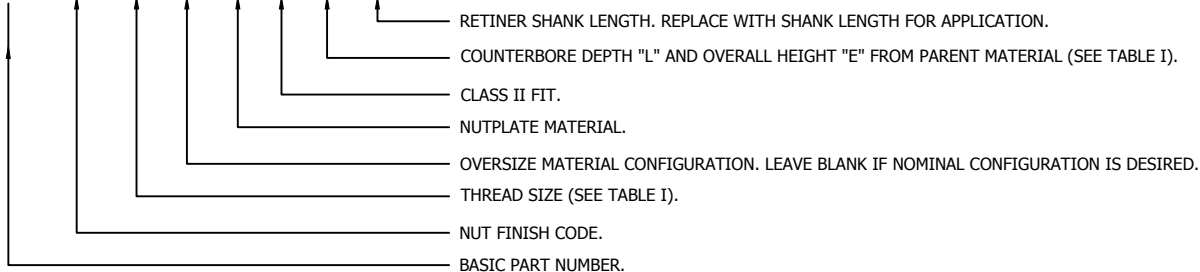 RETINER SHANK LENGTH. REPLACE WITH SHANK LENGTH FOR APPLICATION.
COUNTERBORE DEPTH "L" AND OVERALL HEIGHT "E" FROM PARENT MATERIAL (SEE TABLE I).
CLASS II FIT.
NUTPLATE MATERIAL.
OVERSIZE MATERIAL CONFIGURATION. LEAVE BLANK IF NOMINAL CONFIGURATION IS DESIRED.
THREAD SIZE (SEE TABLE I).
NUT FINISH CODE.
BASIC PART NUMBER.